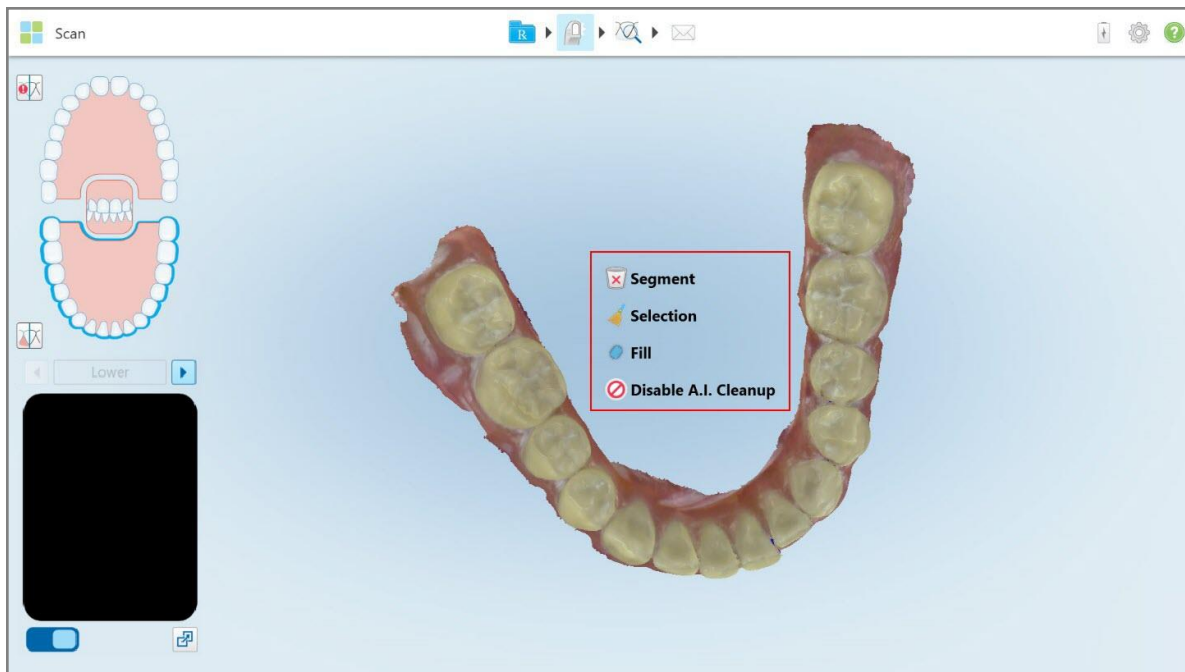 Scan
R
?
Lower
Segment
Selection
Fill
Disable A.I. Cleanup